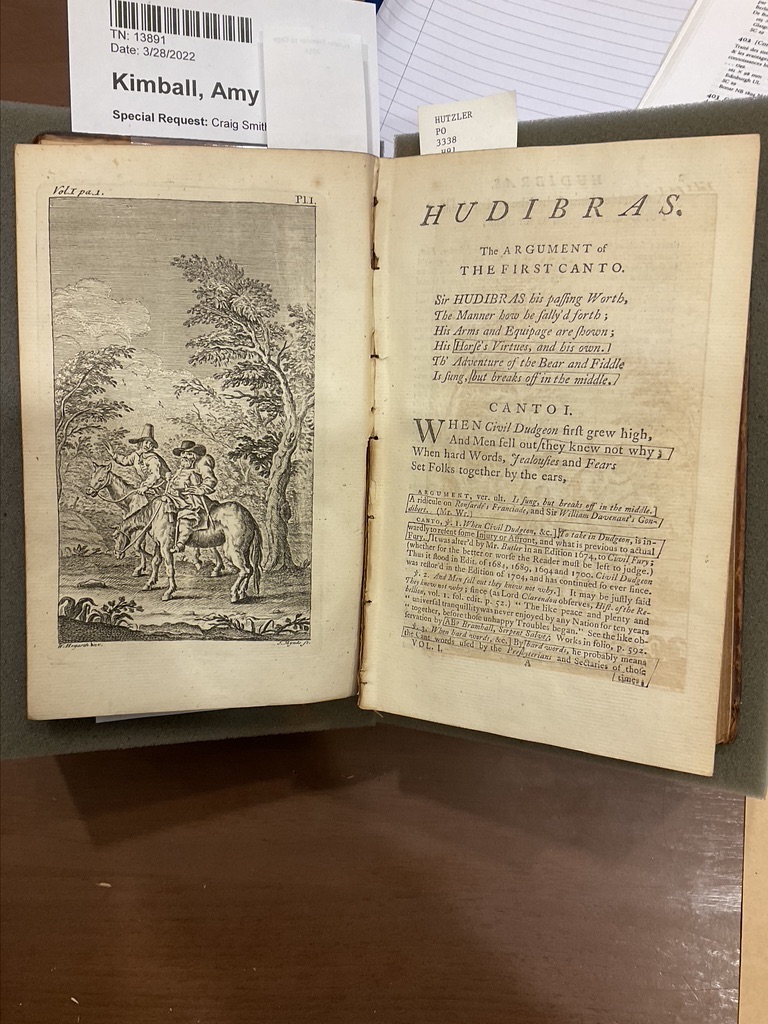 TN: 13891
Date: 3/28/2022
Kimball, Amy
Special Request: Craig Smit
HUTZLER
PO
3338
Vol.I pa.1.
Pl.I.
W. Hogarth
HUDIBRAS.
The ARGUMENT of
THE FIRST CANTO.
Sir HUDIBRAS his paſſing Worth,
The Manner how he ſally'd forth;
His Arms and Equipage are ſhown;
His Horſe's Virtues, and his own.
Th' Adventure of the Bear and Fiddle
Is ſung, but breaks off in the middle.
CANTO I.
WHEN Civil Dudgeon firſt grew high,
And Men fell out they knew not why;
When hard Words, Jealouſies and Fears
Set Folks together by the ears,
ARGUMENT, ver. ult. Is ſung, but breaks off in the middle.]
A ridicule on Ronſarde's Franciade, and Sir William Davenant's Gon-
dibert. (Mr. W.)
CANTO, ỳ. 1. When Civil Dudgeon, &c.] To take in Dudgeon, is in-
wardly to reſent ſome Injury or Affront, and what is previous to actual
Fury. It was alter'd by Mr. Butler in an Edition 1674, to Civil Fury;
(whether for the better or worſe the Reader muſt be left to judge.)
Thus it ſtood in Edit. of 1684, 1689, 1694 and 1700. Civil Dudgeon
was reſtor'd in the Edition of 1704, and has continued ſo ever ſince.
ỳ. 2. And Men fell out they knew not why.] It may be juſtly ſaid
They knew not why; ſince (as Lord Clarendon obſerves, Hiſt. of the Re-
bellion, vol. 1. fol. edit. p. 52.) "The like peace and plenty and
" univerſal tranquillity was never enjoyed by any Nation for ten years
" together, before thoſe unhappy Troubles began." See the like ob-
ſervation by ABp Bramhall, Serpent Salve, Works in folio, p. 592.
ỳ. 3. When hard words, &c.] By hard words, he probably means
the Cant words uſed by the Preſbyterians and Sectaries of thoſe
VOL. I. A times;